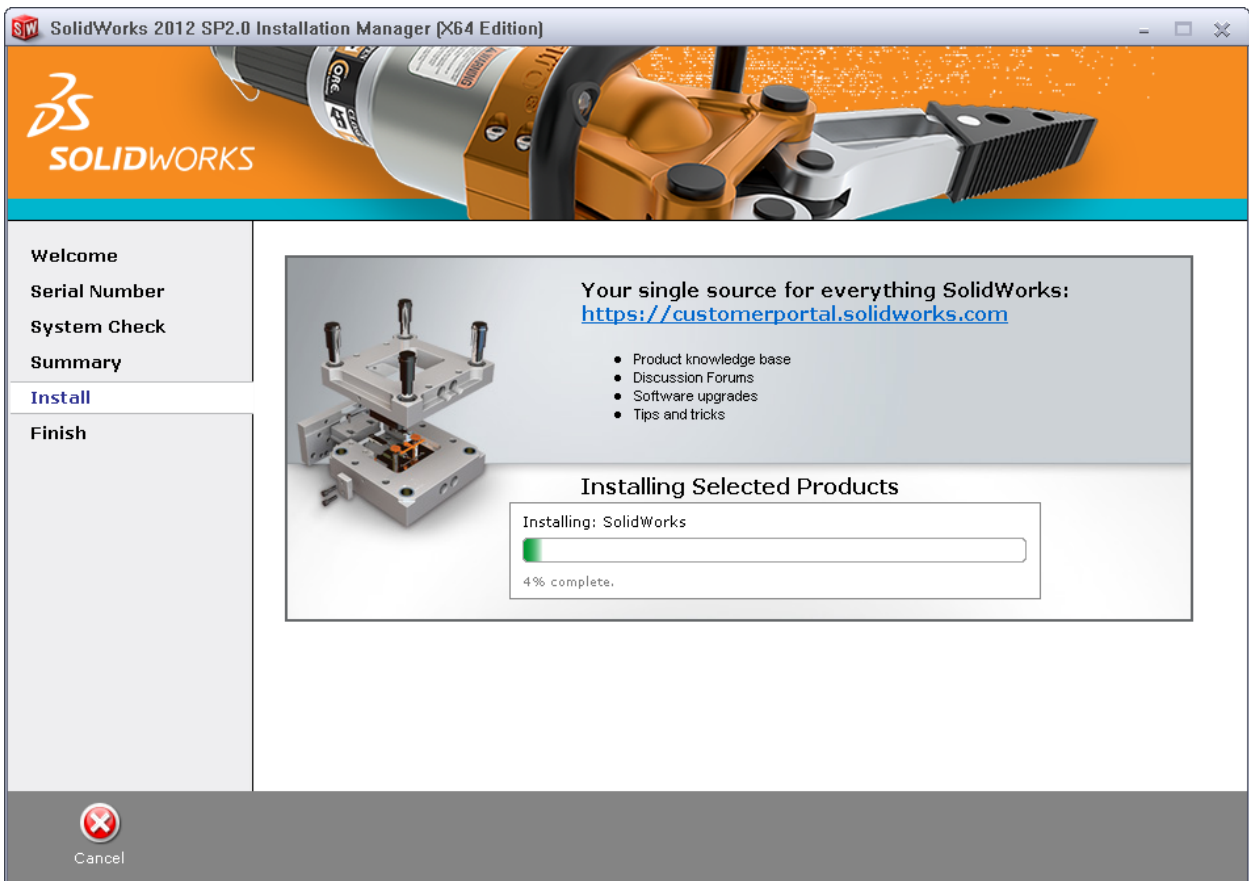 SolidWorks 2012 SP2.0 Installation Manager (X64 Edition)
SOLIDWORKS
WARNING
CORE
Welcome
Serial Number
System Check
Summary
Install
Finish
Your single source for everything SolidWorks:
https://customerportal.solidworks.com
Product knowledge base
Discussion Forums
Software upgrades
Tips and tricks
Installing Selected Products
Installing: SolidWorks
4% complete.
Cancel